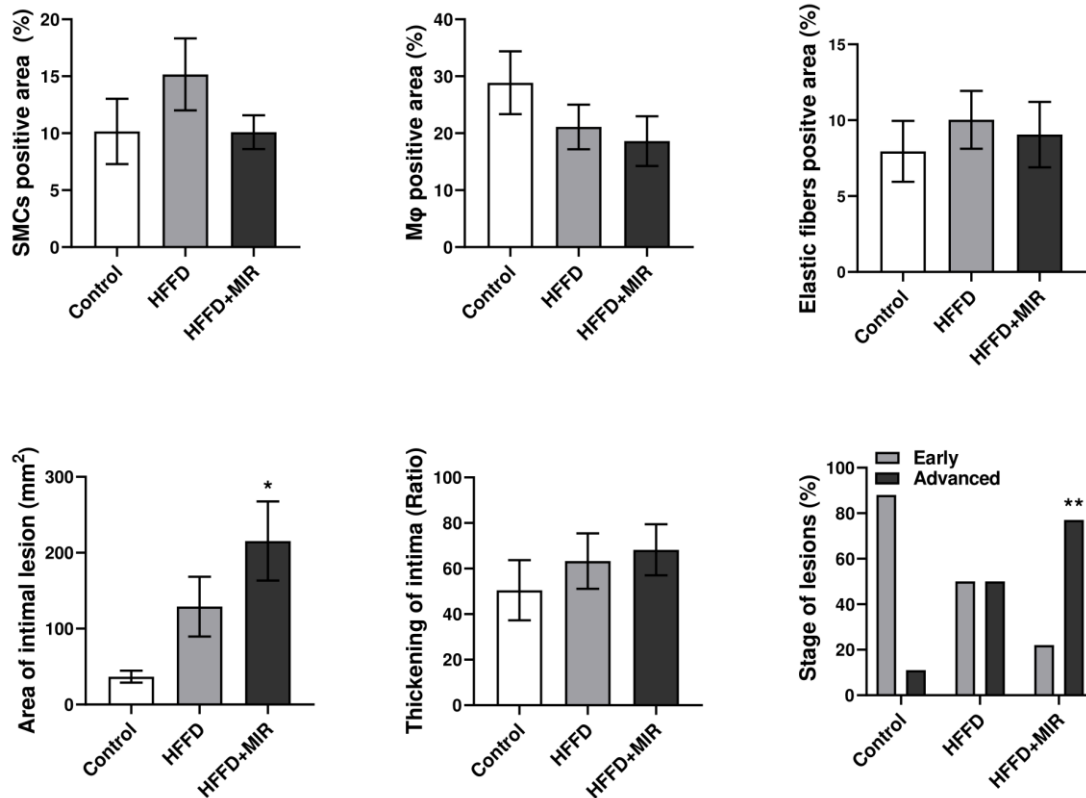 SMCs positive area (%)
20
15
10
5
0
Control
HFFD
HFFD+MIR
Mφ positive area (%)
40
30
20
10
0
Control
HFFD
HFFD+MIR
Elastic fibers positve area (%)
15
10
5
0
Control
HFFD
HFFD+MIR
Area of intimal lesion (mm²)
300
200
100
0
*
Control
HFFD
HFFD+MIR
Thickening of intima (Ratio)
100
80
60
40
20
0
Control
HFFD
HFFD+MIR
Stage of lesions (%)
Early
Advanced
100
80
60
40
20
0
**
Control
HFFD
HFFD+MIR